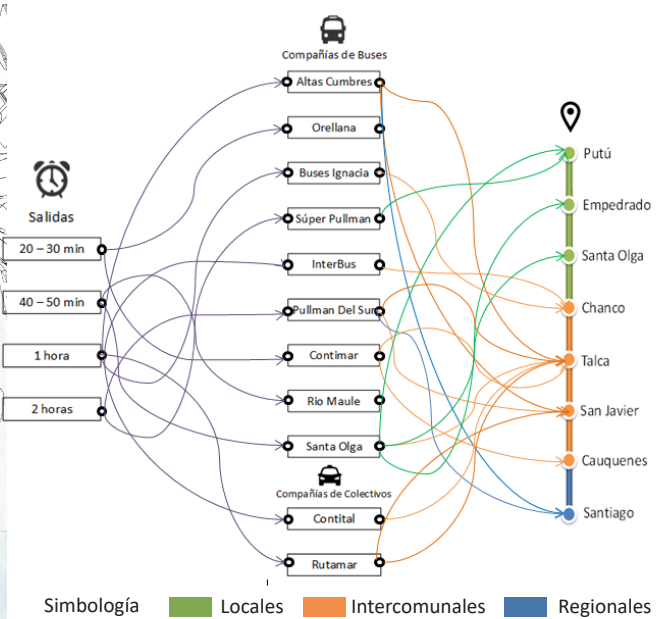 Compañías de Buses
Altas Cumbres
Orellana
Buses Ignacia
Súper Pullman
InterBus
Pullman Del Sur
Contimar
Rio Maule
Santa Olga
Compañías de Colectivos
Contital
Rutamar
Salidas
20 – 30 min
40 – 50 min
1 hora
2 horas
Putú
Empedrado
Santa Olga
Chanco
Talca
San Javier
Cauquenes
Santiago
Simbología Locales Intercomunales Regionales